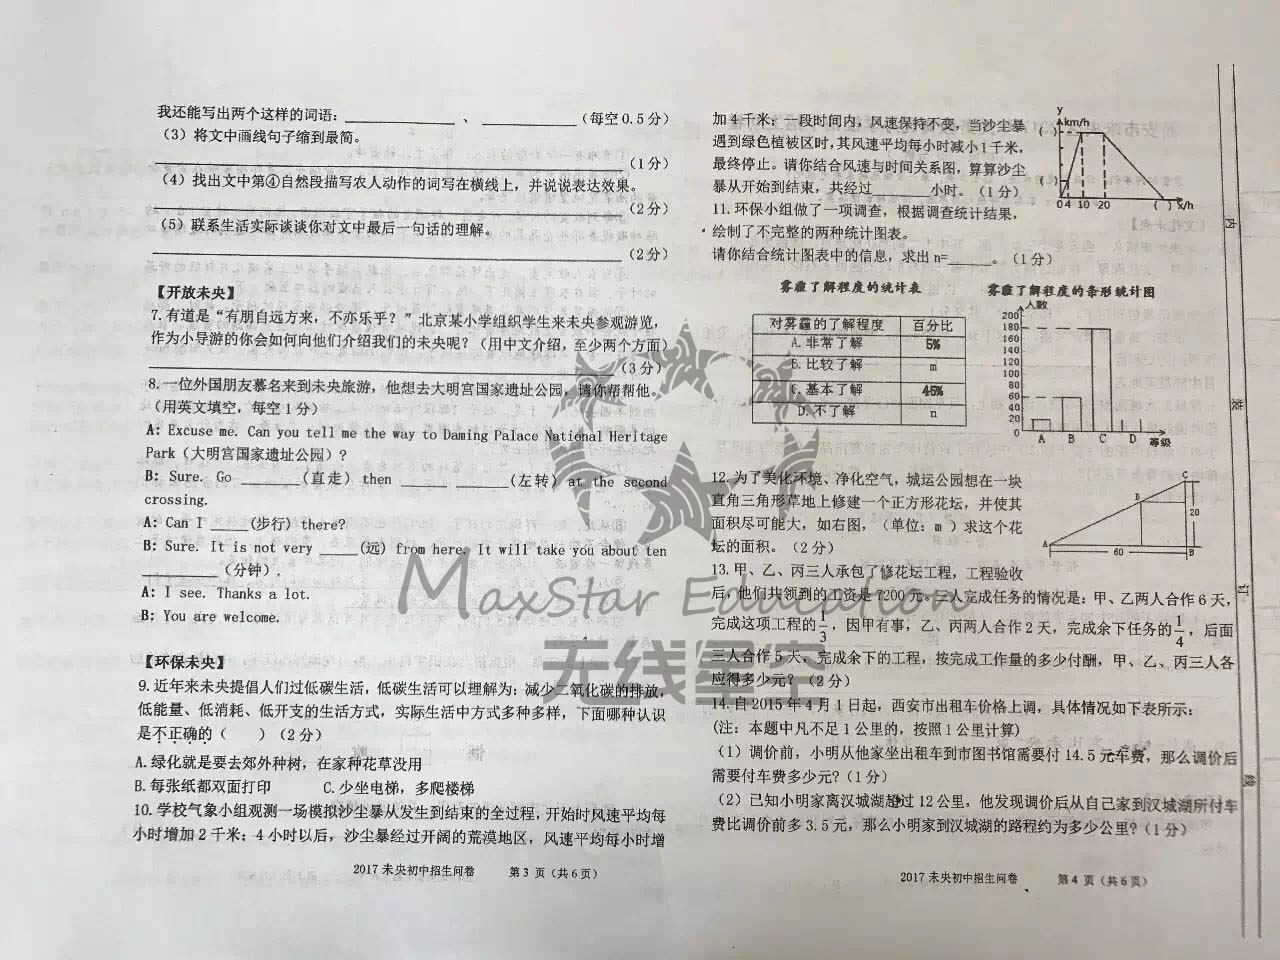 我还能写出两个这样的词语：__________ 、 __________（每空0.5分）
（3）将文中画线句子缩到最简。
__________（1分）
（4）找出文中第④自然段描写农人动作的词写在横线上，并说说表达效果。
__________（2分）
（5）联系生活实际谈谈你对文中最后一句话的理解。
__________（2分）
【开放未央】
7.有道是“有朋自远方来，不亦乐乎？”北京某小学组织学生来未央参观游览，
作为小导游的你会如何向他们介绍我们的未央呢？（用中文介绍，至少两个方面）
__________（3分）
8.一位外国朋友慕名来到未央旅游，他想去大明宫国家遗址公园，请你帮帮他。
（用英文填空，每空1分）
A: Excuse me. Can you tell me the way to Daming Palace National Heritage
Park（大明宫国家遗址公园）?
B: Sure. Go _____（直走）then _____ _____（左转）at the second
crossing.
A: Can I _____（步行）there?
B: Sure. It is not very _____（远）from here. It will take you about ten
_____（分钟）.
A: I see. Thanks a lot.
B: You are welcome.
【环保未央】
9.近年来未央提倡人们过低碳生活，低碳生活可以理解为：减少二氧化碳的排放，
低能量、低消耗、低开支的生活方式，实际生活中方式多种多样，下面哪种认识
是不正确的（　　）（2分）
A.绿化就是要去郊外种树，在家种花草没用
B.每张纸都双面打印　　C.少坐电梯，多爬楼梯
10.学校气象小组观测一场模拟沙尘暴从发生到结束的全过程，开始时风速平均每
小时增加2千米；4小时以后，沙尘暴经过开阔的荒漠地区，风速平均每小时增
2017未央初中招生问卷　　第3页（共6页）
加4千米；一段时间内，风速保持不变，当沙尘暴
遇到绿色植被区时，其风速平均每小时减小1千米，
最终停止。请你结合风速与时间关系图，算算沙尘
暴从开始到结束，共经过_____小时。（1分）
y
km/h
( )
( )
0 4 10 20 ( ) x/h
11.环保小组做了一项调查，根据调查统计结果，
绘制了不完整的两种统计图表。
请你结合统计图表中的信息，求出n=_____。（1分）
雾霾了解程度的统计表
对雾霾的了解程度 百分比
A.非常了解 5%
B.比较了解 m
C.基本了解 45%
D.不了解 n
雾霾了解程度的条形统计图
人数
200
180
160
140
120
100
80
60
40
20
0 A B C D 等级
12.为了美化环境、净化空气，城运公园想在一块
直角三角形草地上修建一个正方形花坛，并使其
面积尽可能大，如右图，（单位：m）求这个花
坛的面积。（2分）
C
D
20
A 60 B
13.甲、乙、丙三人承包了修花坛工程，工程验收
后，他们共领到的工资是7200元。三人完成任务的情况是：甲、乙两人合作6天，
完成这项工程的1/3，因甲有事，乙、丙两人合作2天，完成余下任务的1/4，后面
三人合作5天，完成余下的工程，按完成工作量的多少付酬，甲、乙、丙三人各
应得多少元？（2分）
14.自2015年4月1日起，西安市出租车价格上调，具体情况如下表所示：
(注：本题中凡不足1公里的，按照1公里计算)
（1）调价前，小明从他家坐出租车到市图书馆需要付14.5元车费，那么调价后
需要付车费多少元？（1分）
（2）已知小明家离汉城湖超过12公里，他发现调价后从自己家到汉城湖所付车
费比调价前多3.5元，那么小明家到汉城湖的路程约为多少公里？（1分）
2017未央初中招生问卷　　第4页（共6页）
内
装
订
线
MaxStar Education
无线星空